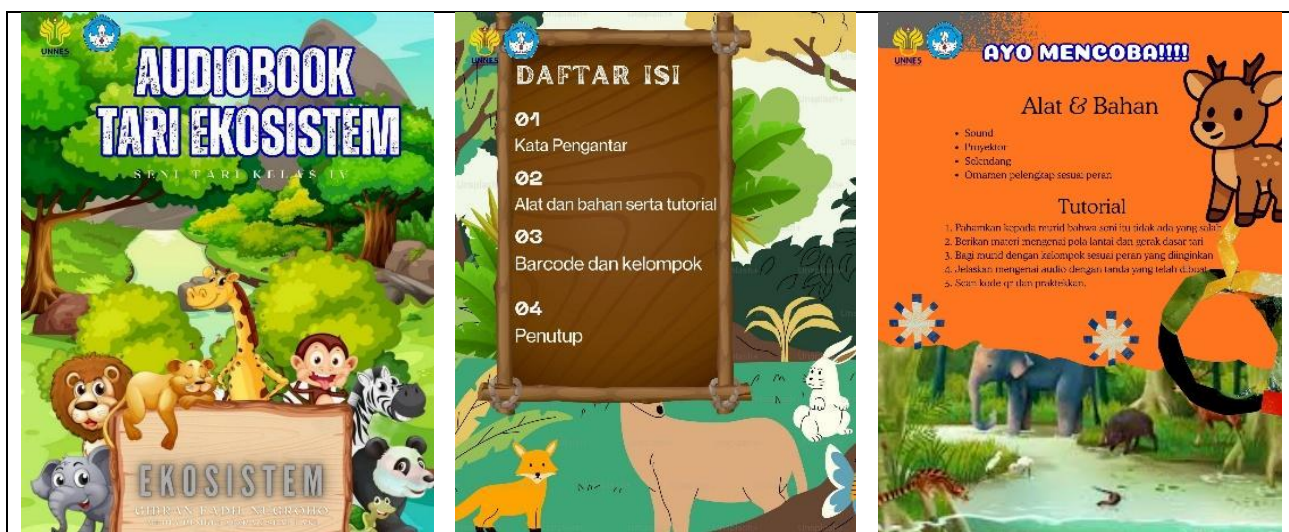 UNNES
AUDIOBOOK
TARI EKOSISTEM
SENI TARI KELAS IV
EKOSISTEM
UNNES
DAFTAR ISI
01
Kata Pengantar
02
Alat dan bahan serta tutorial
03
Barcode dan kelompok
04
Penutup
UNNES
AYO MENCOBA!!!!
Alat & Bahan
• Sound
• Proyektor
• Selendang
• Ornamen pelengkap sesuai peran
Tutorial
1. Pahamkan kepada murid bahwa seni itu tidak ada yang salah
2. Berikan materi mengenai pola lantai dan gerak dasar tari
3. Bagi murid dengan kelompok sesuai peran yang diinginkan
4. Jelaskan mengenai audio dengan tanda yang telah dibuat
5. Scan kode qr dan praktekkan.